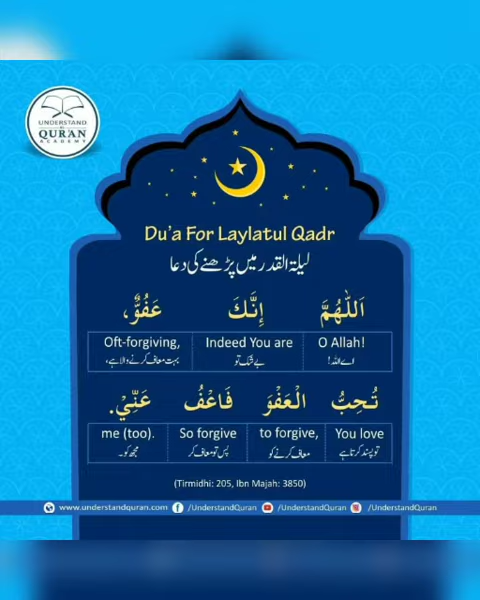 UNDERSTAND
QURAN
ACADEMY
Du'a For Laylatul Qadr
لیلۃ القدر میں پڑھنے کی دعا
اَللّٰهُمَّ إِنَّكَ عَفُوٌّ،
O Allah! Indeed You are Oft-forgiving,
اے اللہ! بے شک تو بہت معاف کرنے والا ہے،
تُحِبُّ الْعَفْوَ فَاعْفُ عَنِّيْ.
You love to forgive, So forgive me (too).
تو پسند کرتا ہے معاف کرنے کو پس تو معاف کر مجھ کو۔
(Tirmidhi: 205, Ibn Majah: 3850)
www.understandquran.com /UnderstandQuran /UnderstandQuran /UnderstandQuran